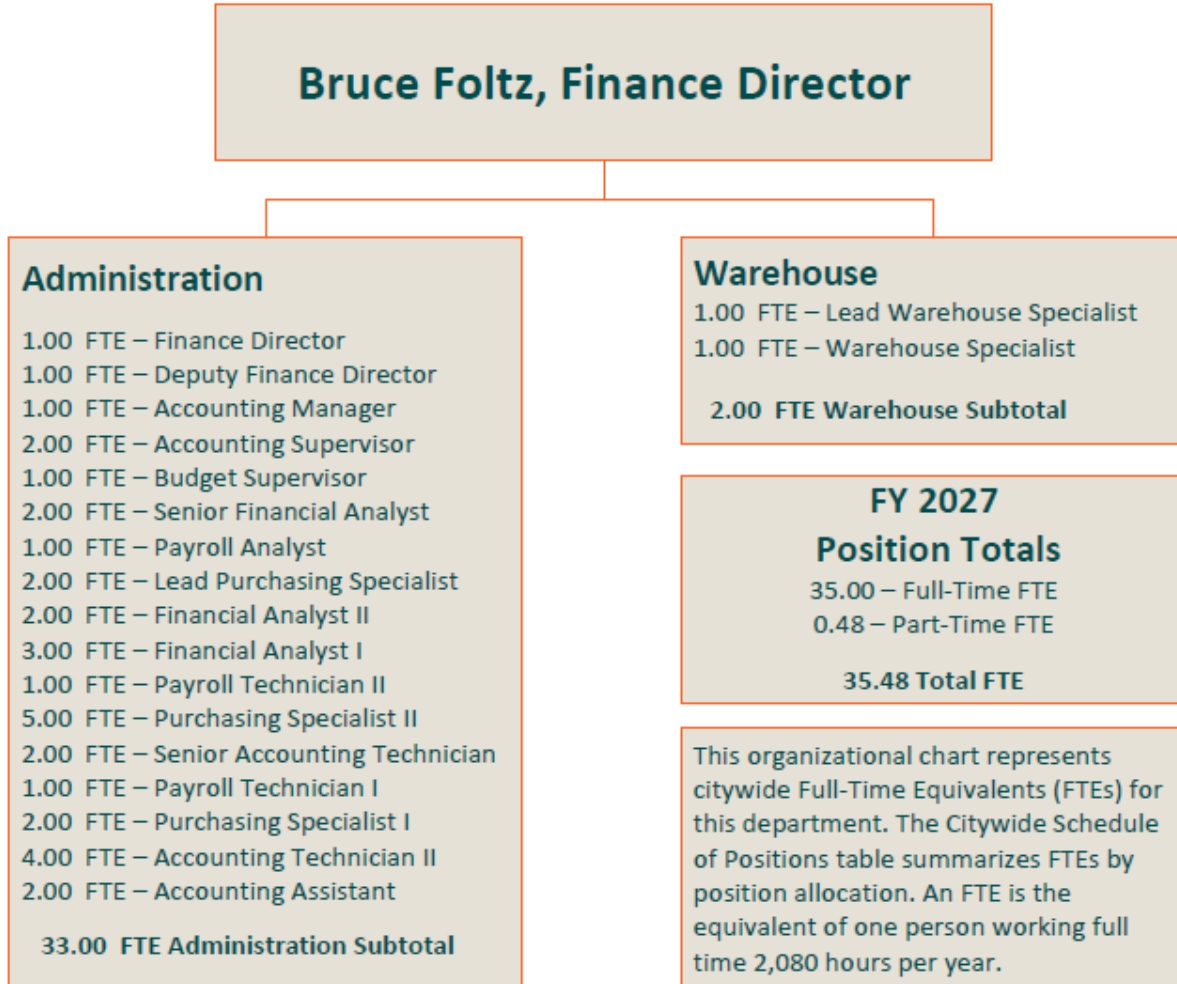 Bruce Foltz, Finance Director
Administration
1.00 FTE – Finance Director
1.00 FTE – Deputy Finance Director
1.00 FTE – Accounting Manager
2.00 FTE – Accounting Supervisor
1.00 FTE – Budget Supervisor
2.00 FTE – Senior Financial Analyst
1.00 FTE – Payroll Analyst
2.00 FTE – Lead Purchasing Specialist
2.00 FTE – Financial Analyst II
3.00 FTE – Financial Analyst I
1.00 FTE – Payroll Technician II
5.00 FTE – Purchasing Specialist II
2.00 FTE – Senior Accounting Technician
1.00 FTE – Payroll Technician I
2.00 FTE – Purchasing Specialist I
4.00 FTE – Accounting Technician II
2.00 FTE – Accounting Assistant
33.00 FTE Administration Subtotal
Warehouse
1.00 FTE – Lead Warehouse Specialist
1.00 FTE – Warehouse Specialist
2.00 FTE Warehouse Subtotal
FY 2027
Position Totals
35.00 – Full-Time FTE
0.48 – Part-Time FTE
35.48 Total FTE
This organizational chart represents
citywide Full-Time Equivalents (FTEs) for
this department. The Citywide Schedule
of Positions table summarizes FTEs by
position allocation. An FTE is the
equivalent of one person working full
time 2,080 hours per year.